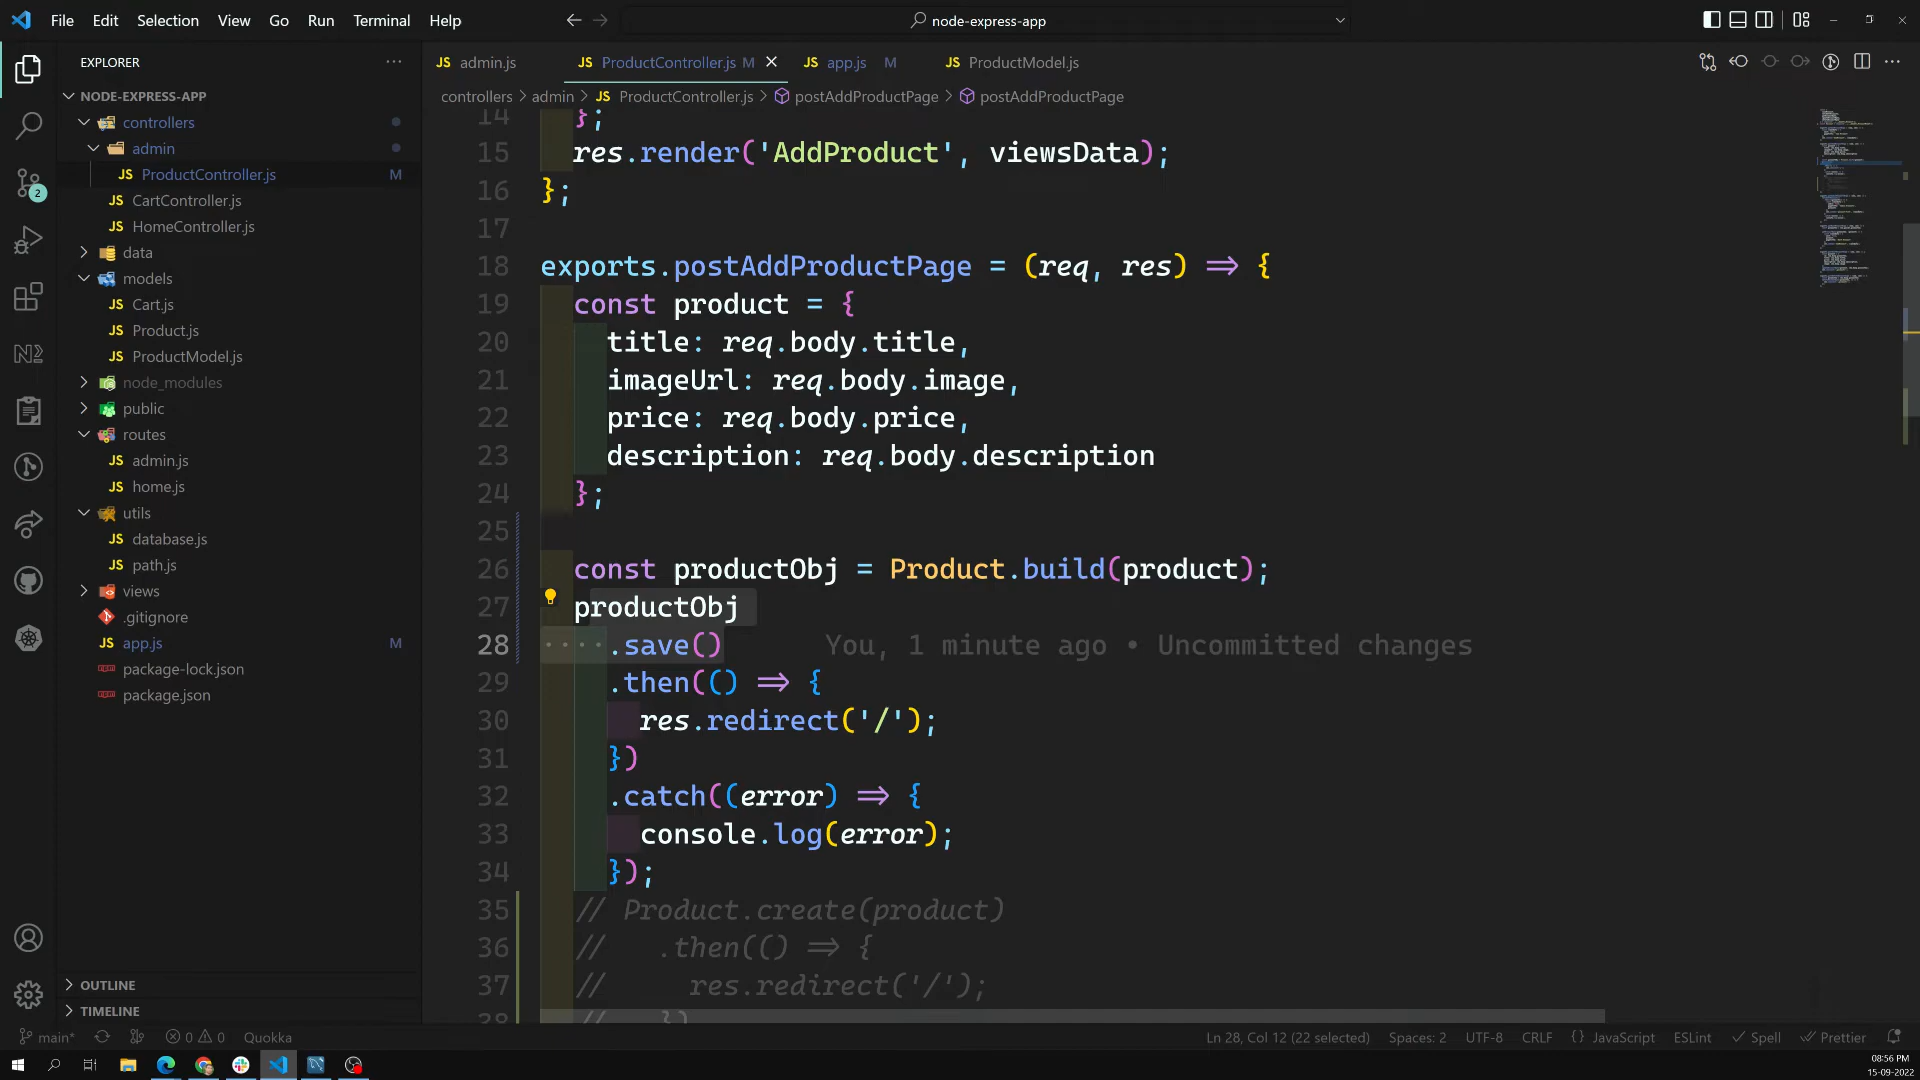 File Edit Selection View Go Run Terminal Help
node-express-app
EXPLORER
NODE-EXPRESS-APP
controllers
admin
JS ProductController.js M
JS CartController.js
JS HomeController.js
data
models
JS Cart.js
JS Product.js
JS ProductModel.js
node_modules
public
routes
JS admin.js
JS home.js
utils
JS database.js
JS path.js
views
.gitignore
JS app.js M
package-lock.json
package.json
OUTLINE
TIMELINE
2
JS admin.js JS ProductController.js M JS app.js M JS ProductModel.js
controllers > admin > JS ProductController.js > postAddProductPage > postAddProductPage
14 };
15 res.render('AddProduct', viewsData);
16 };
17
18 exports.postAddProductPage = (req, res) => {
19 const product = {
20 title: req.body.title,
21 imageUrl: req.body.image,
22 price: req.body.price,
23 description: req.body.description
24 };
25
26 const productObj = Product.build(product);
27 productObj
28 ····.save() You, 1 minute ago • Uncommitted changes
29 .then(() => {
30 res.redirect('/');
31 })
32 .catch((error) => {
33 console.log(error);
34 });
35 // Product.create(product)
36 // .then(() => {
37 // res.redirect('/');
38 // })
main* 0 0 Quokka Ln 28, Col 12 (22 selected) Spaces: 2 UTF-8 CRLF {} JavaScript ESLint Spell Prettier
08:56 PM
15-09-2022